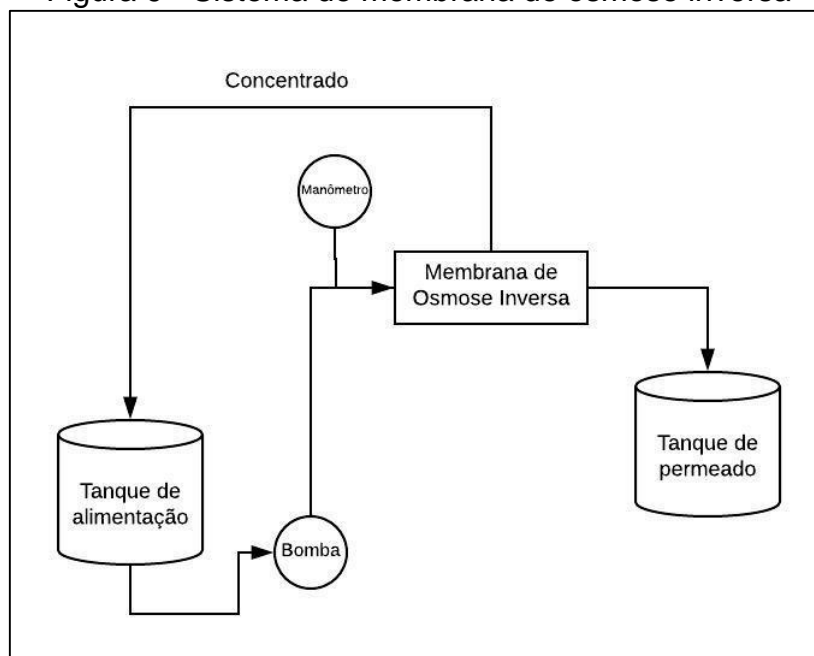 Concentrado
Manômetro
Membrana de
Osmose Inversa
Tanque de
permeado
Tanque de
alimentação
Bomba